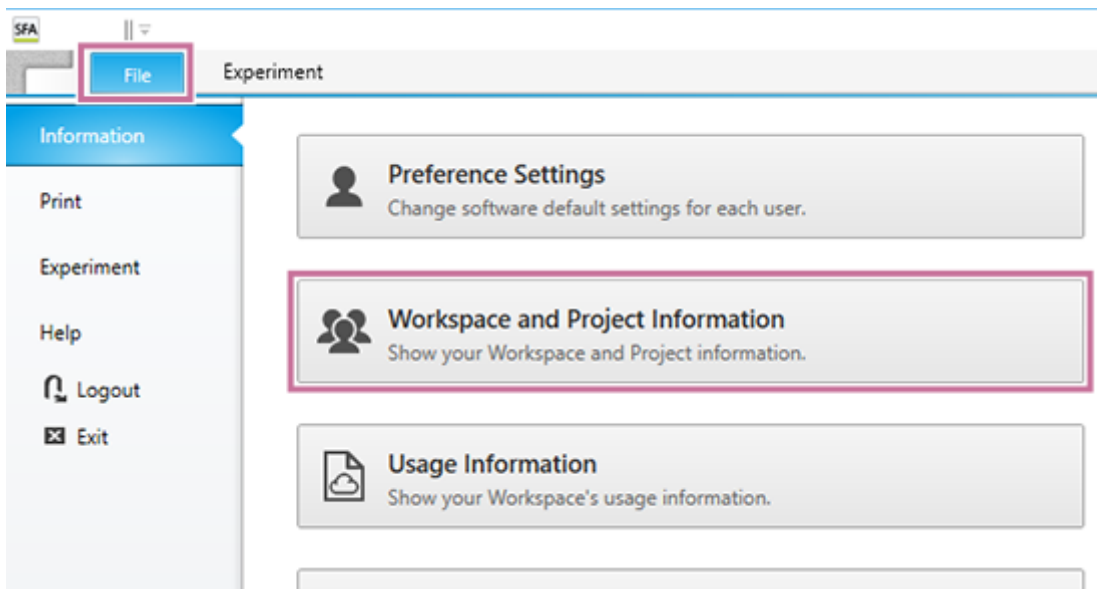 SFA
File
Experiment
Information
Print
Experiment
Help
Logout
Exit
Preference Settings
Change software default settings for each user.
Workspace and Project Information
Show your Workspace and Project information.
Usage Information
Show your Workspace's usage information.